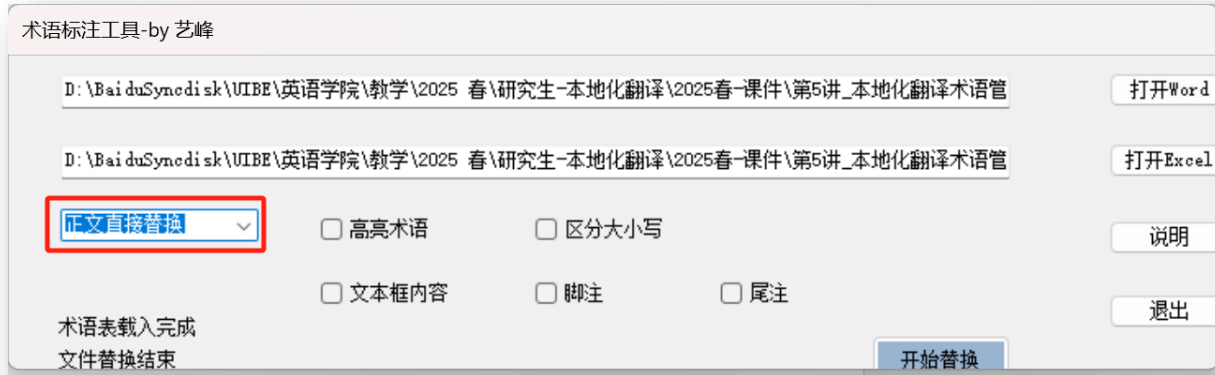 术语标注工具-by 艺峰
D:\BaiduSyncdisk\UIBE\英语学院\教学\2025 春\研究生-本地化翻译\2025春-课件\第5讲_本地化翻译术语管 打开Word
D:\BaiduSyncdisk\UIBE\英语学院\教学\2025 春\研究生-本地化翻译\2025春-课件\第5讲_本地化翻译术语管 打开Excel
正文直接替换 高亮术语 区分大小写 说明
文本框内容 脚注 尾注 退出
术语表载入完成
文件替换结束 开始替换